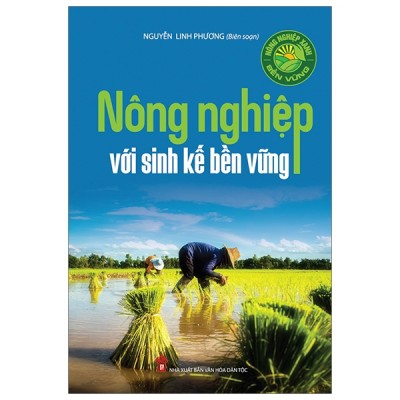 NGUYỄN LINH PHƯƠNG (Biên soạn)
NÔNG NGHIỆP XANH
BỀN VỮNG
Nông nghiệp
với sinh kế bền vững
NHÀ XUẤT BẢN VĂN HÓA DÂN TỘC